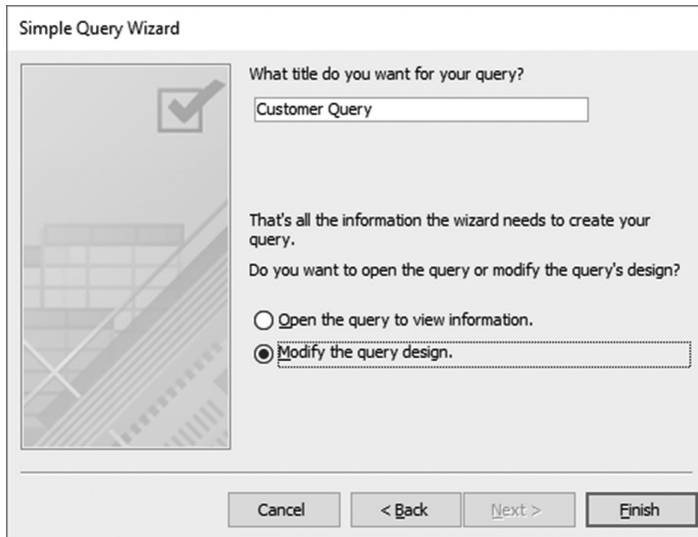 Simple Query Wizard
What title do you want for your query?
Customer Query
That's all the information the wizard needs to create your
query.
Do you want to open the query or modify the query's design?
Open the query to view information.
Modify the query design.
Cancel
< Back
Next >
Finish